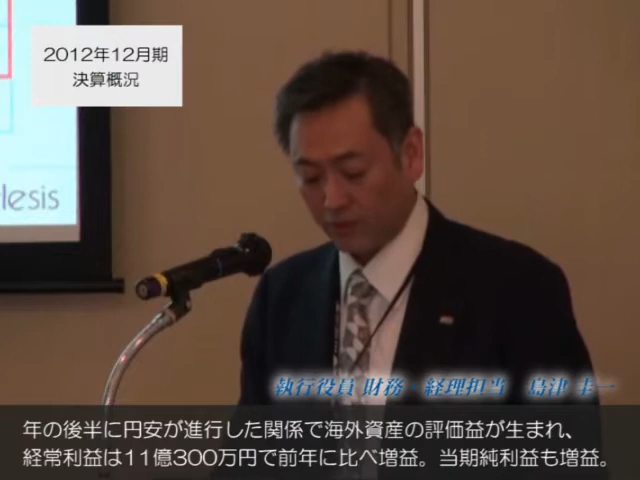 2012年12月期
決算概況
lesis
執行役員 財務・経理担当　島津 圭一
年の後半に円安が進行した関係で海外資産の評価益が生まれ、
経常利益は11億300万円で前年に比べ増益。当期純利益も増益。